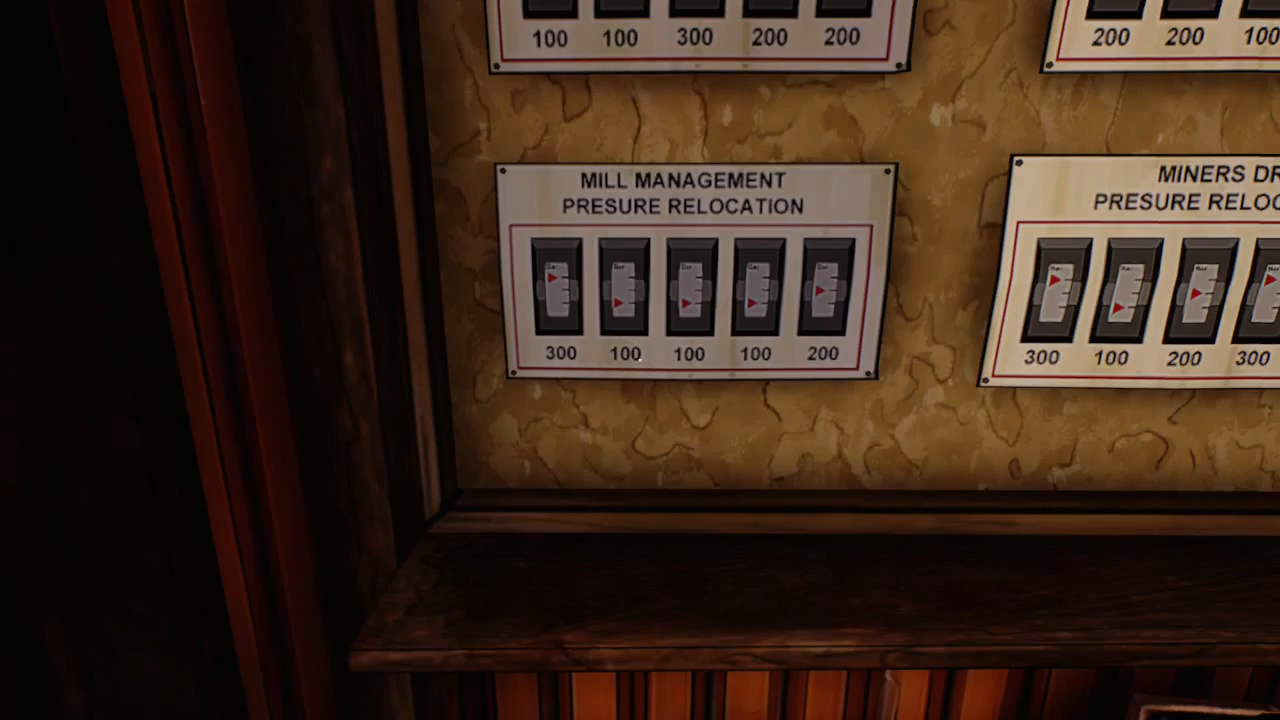 100 100 300 200 200
200 200 100
MILL MANAGEMENT
PRESURE RELOCATION
300 100 100 100 200
MINERS DR
PRESURE RELOC
300 100 200 300